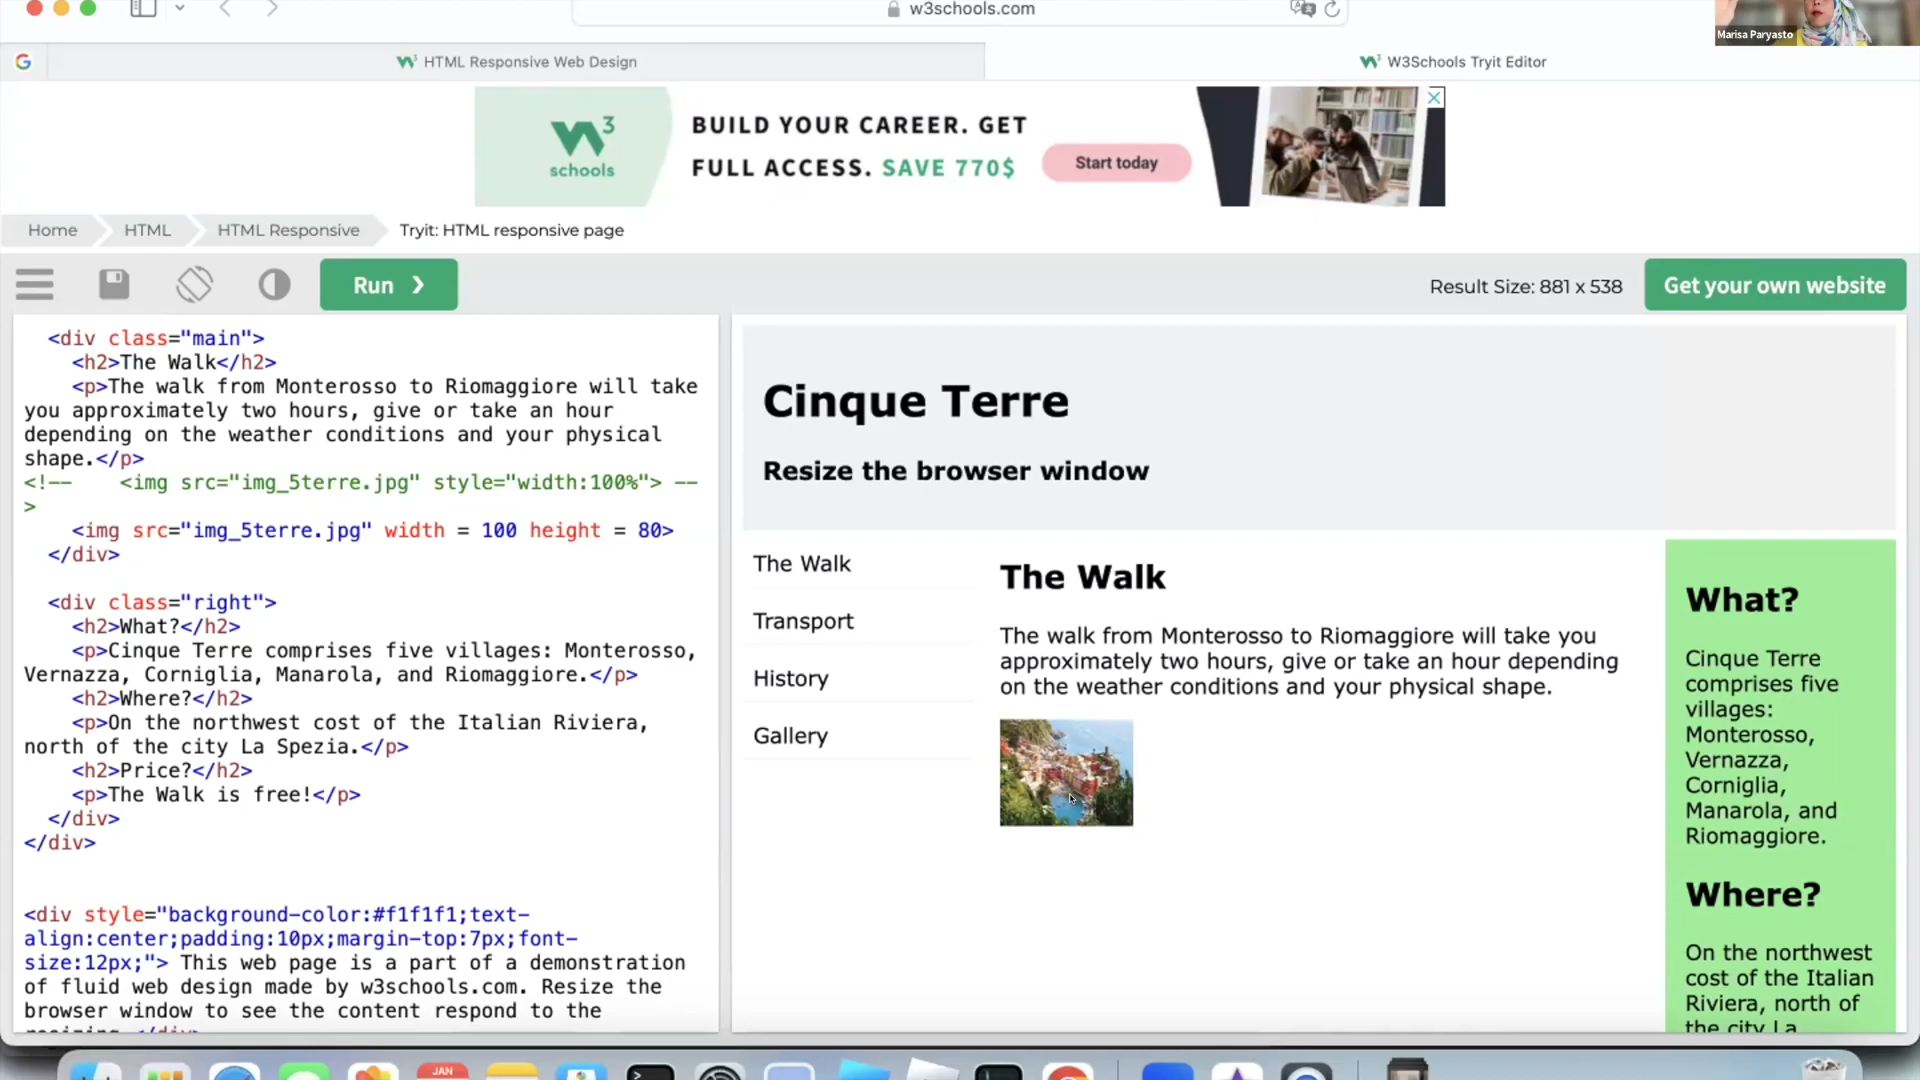 w3schools.com
Marisa Paryasto
HTML Responsive Web Design
W3Schools Tryit Editor
W3 schools
BUILD YOUR CAREER. GET
FULL ACCESS. SAVE 770$
Start today
Home
HTML
HTML Responsive
Tryit: HTML responsive page
Run ❯
Result Size: 881 x 538
Get your own website
<div class="main">
<h2>The Walk</h2>
<p>The walk from Monterosso to Riomaggiore will take
you approximately two hours, give or take an hour
depending on the weather conditions and your physical
shape.</p>
<!--    <img src="img_5terre.jpg" style="width:100%"> --
>
<img src="img_5terre.jpg" width = 100 height = 80>
</div>
<div class="right">
<h2>What?</h2>
<p>Cinque Terre comprises five villages: Monterosso,
Vernazza, Corniglia, Manarola, and Riomaggiore.</p>
<h2>Where?</h2>
<p>On the northwest cost of the Italian Riviera,
north of the city La Spezia.</p>
<h2>Price?</h2>
<p>The Walk is free!</p>
</div>
</div>
<div style="background-color:#f1f1f1;text-
align:center;padding:10px;margin-top:7px;font-
size:12px;"> This web page is a part of a demonstration
of fluid web design made by w3schools.com. Resize the
browser window to see the content respond to the
resizing.</div>
Cinque Terre
Resize the browser window
The Walk
Transport
History
Gallery
The Walk
The walk from Monterosso to Riomaggiore will take you
approximately two hours, give or take an hour depending
on the weather conditions and your physical shape.
What?
Cinque Terre
comprises five
villages:
Monterosso,
Vernazza,
Corniglia,
Manarola, and
Riomaggiore.
Where?
On the northwest
cost of the Italian
Riviera, north of
the city La
JAN